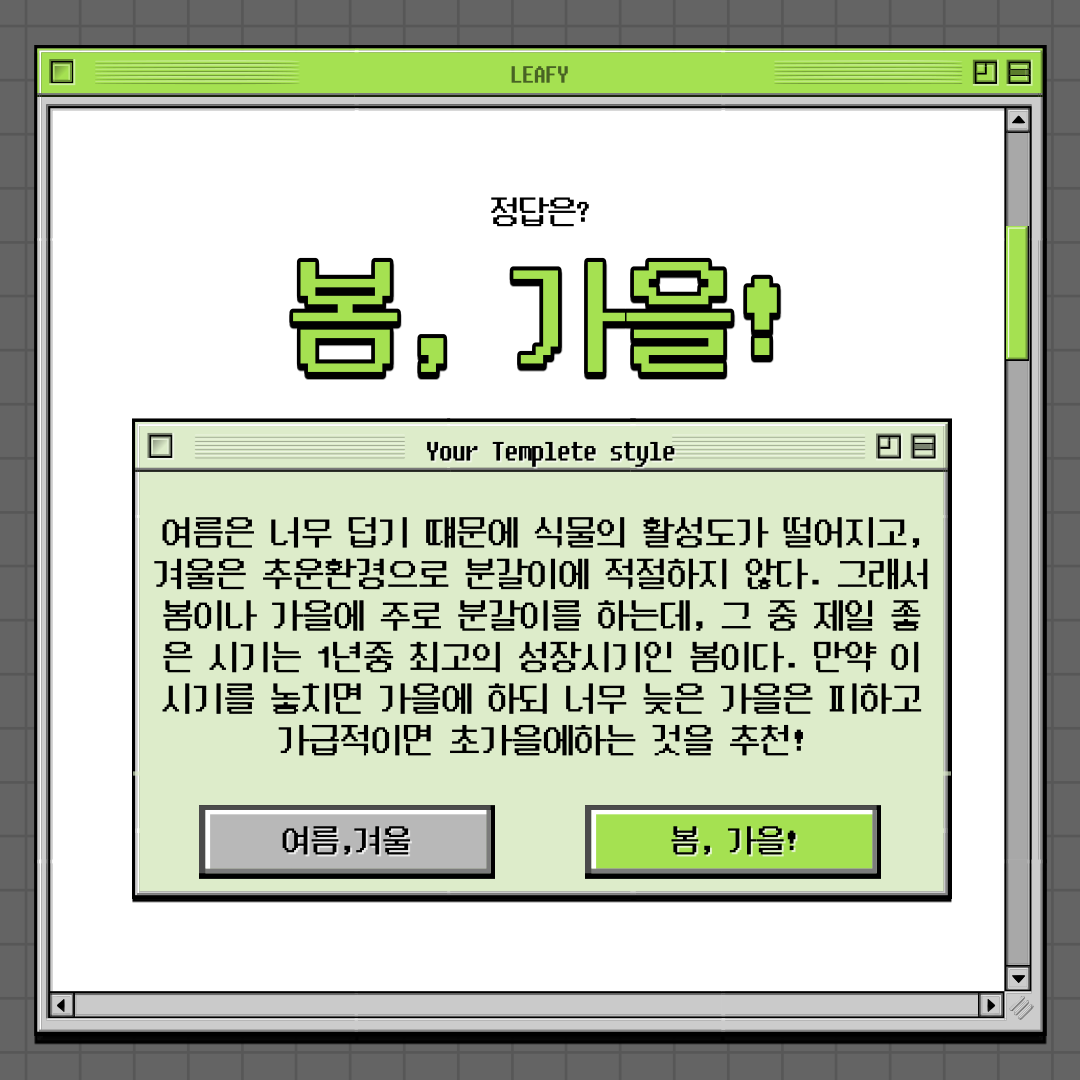 LEAFY
정답은?
봄, 가을!
Your Templete style
여름은 너무 덥기 떄문에 식물의 활성도가 떨어지고,
겨울은 추운환경으로 분갈이에 적절하지 않다. 그래서
봄이나 가을에 주로 분갈이를 하는데, 그 중 제일 좋
은 시기는 1년중 최고의 성장시기인 봄이다. 만약 이
시기를 놓치면 가을에 하되 너무 늦은 가을은 피하고
가급적이면 초가을에하는 것을 추천!
여름,겨울
봄, 가을!